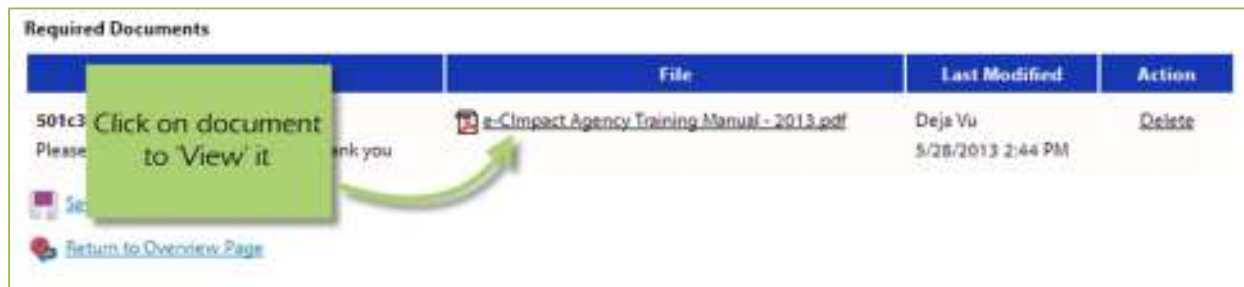 Required Documents
File Last Modified Action
501c3 e-CImpact Agency Training Manual - 2013.pdf Deja Vu Delete
Please nk you 5/28/2013 2:44 PM
Click on document
to 'View' it
Return to Overview Page